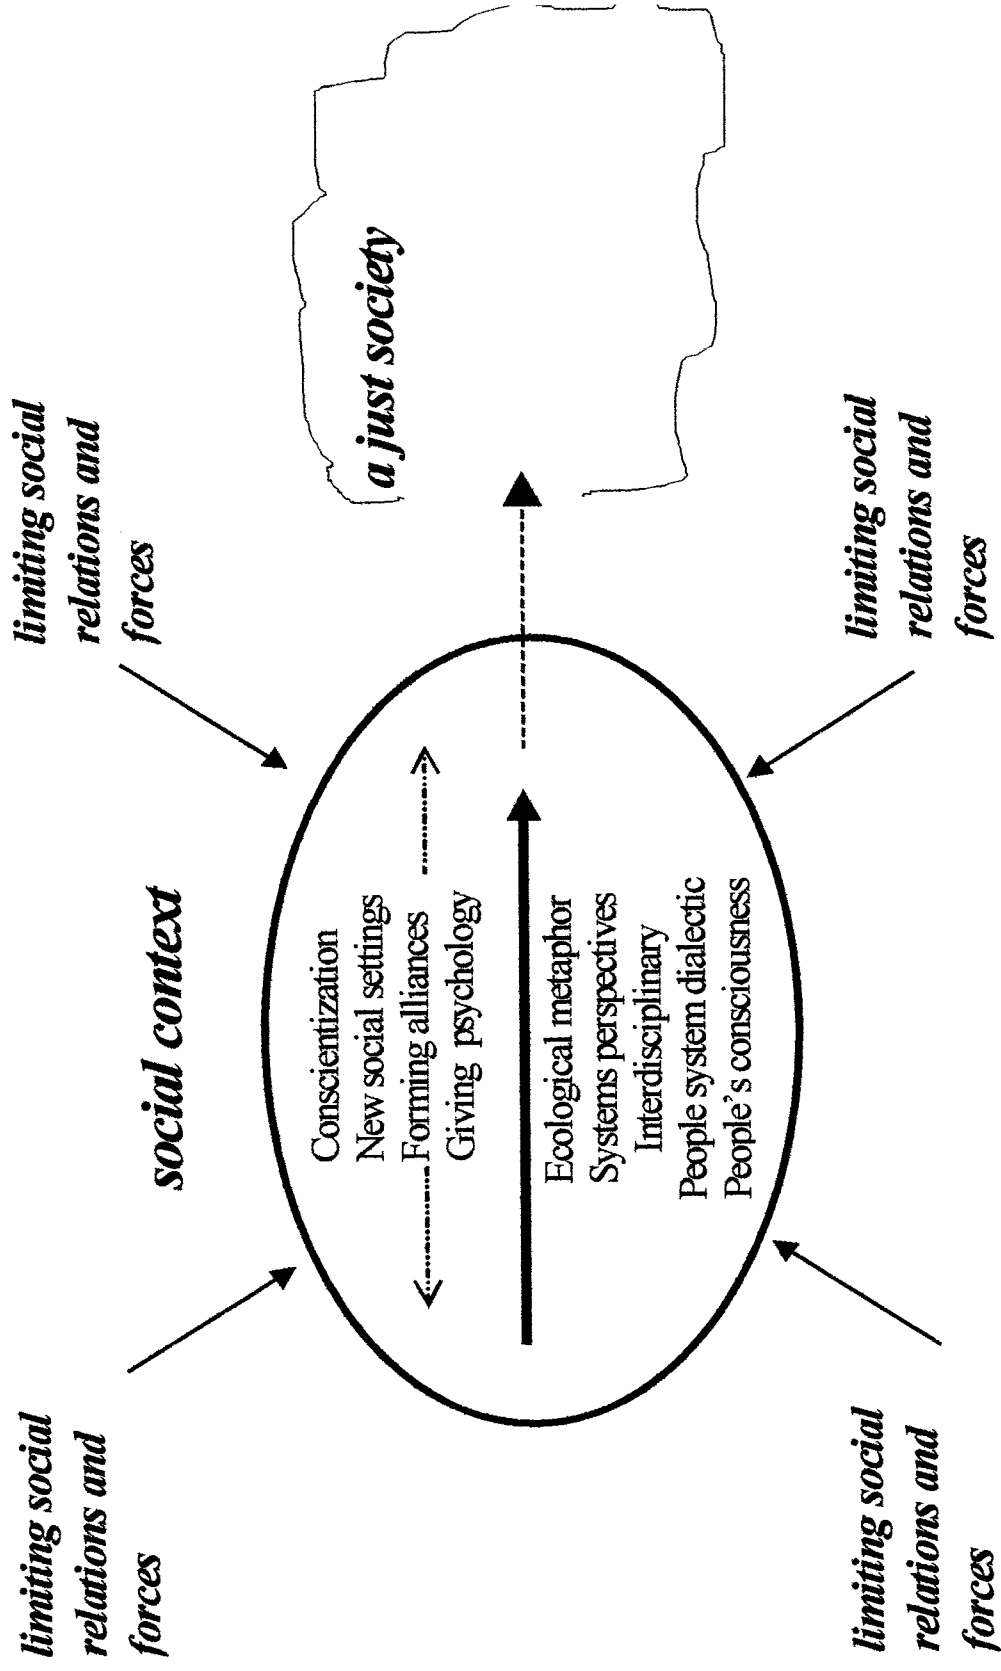 limiting social
relations and
forces
social context
limiting social
relations and
forces
Conscientization
New social settings
Forming alliances
Giving psychology
a just society
Ecological metaphor
Systems perspectives
Interdisciplinary
People system dialectic
People's consciousness
limiting social
relations and
forces
limiting social
relations and
forces